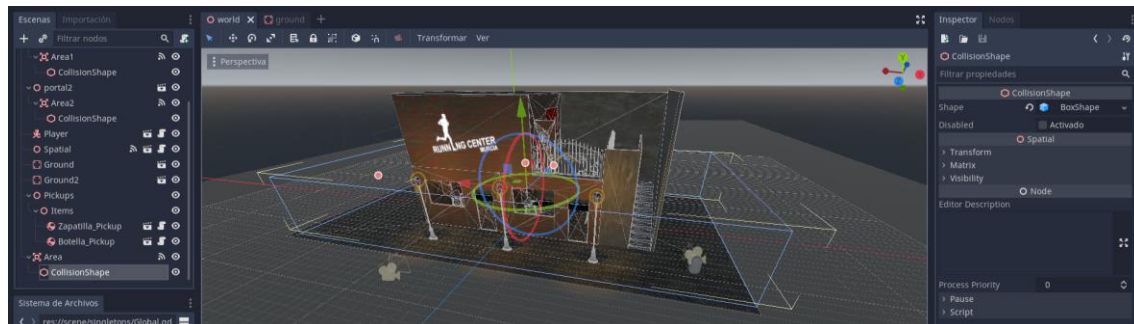 Escenas Importación
Filtrar nodos
Area1
CollisionShape
portal2
Area2
CollisionShape
Player
Spatial
Ground
Ground2
Pickups
Items
Zapatilla_Pickup
Botella_Pickup
Area
CollisionShape
Sistema de Archivos
res://scene/singletons/Global.gd
world ground
Transformar Ver
Perspectiva
RUNNING CENTER
MURCIA
Y
Inspector Nodos
CollisionShape
Filtrar propiedades
CollisionShape
Shape BoxShape
Disabled Activado
Spatial
Transform
Matrix
Visibility
Node
Editor Description
Process Priority 0
Pause
Script